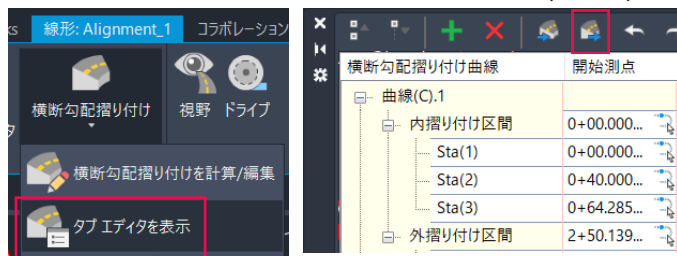 線形: Alignment_1
コラボレーション
横断勾配摺り付け
視野
ドライブ
横断勾配摺り付けを計算/編集
タブ エディタを表示
横断勾配摺り付け曲線
開始測点
曲線(C).1
内摺り付け区間
0+00.000...
Sta(1)
0+00.000...
Sta(2)
0+40.000...
Sta(3)
0+64.285...
外摺り付け区間
2+50.139...